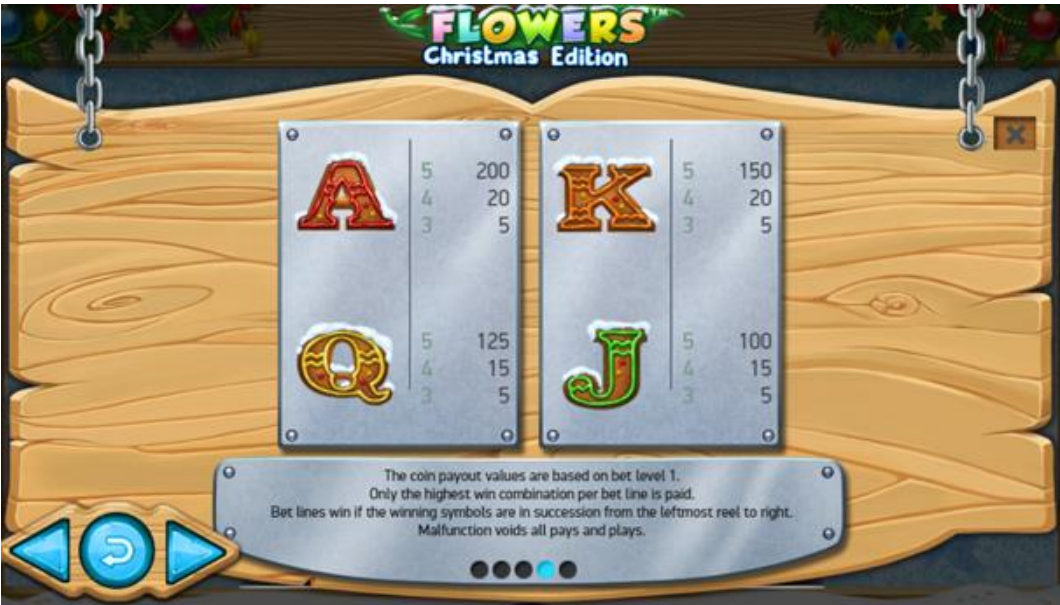 FLOWERS™
Christmas Edition
A 5 200 K 5 150
4 20 4 20
3 5 3 5
Q 5 125 J 5 100
4 15 4 15
3 5 3 5
The coin payout values are based on bet level 1.
Only the highest win combination per bet line is paid.
Bet lines win if the winning symbols are in succession from the leftmost reel to right.
Malfunction voids all pays and plays.